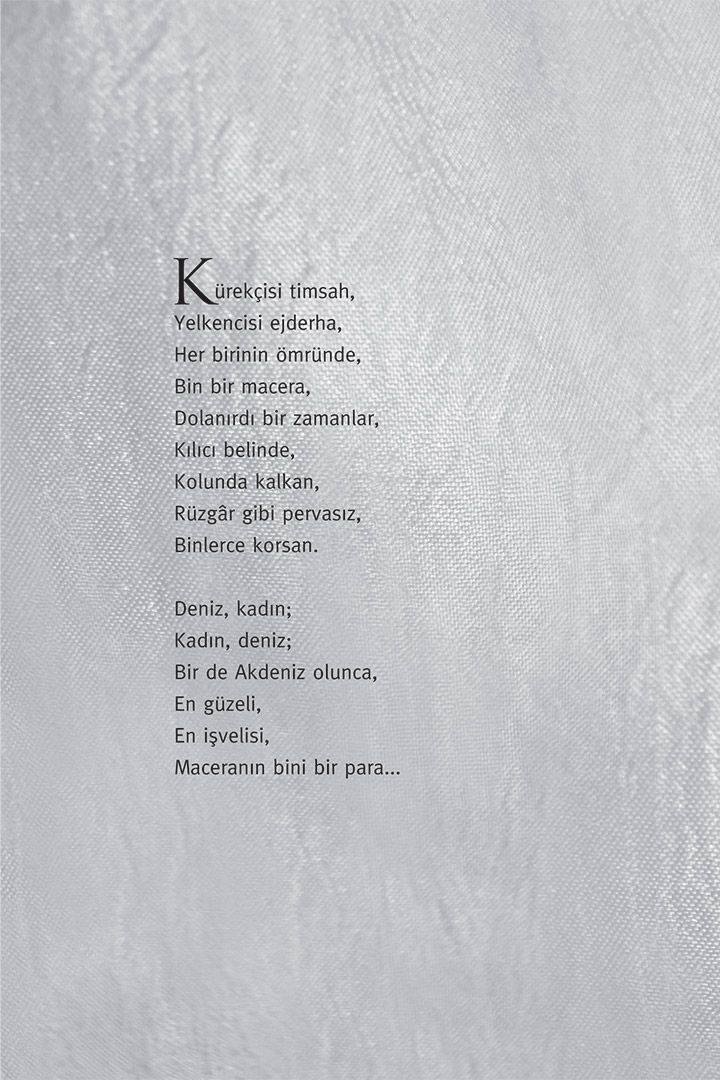 Kürekçisi timsah,
Yelkencisi ejderha,
Her birinin ömründe,
Bin bir macera,
Dolanırdı bir zamanlar,
Kılıcı belinde,
Kolunda kalkan,
Rüzgâr gibi pervasız,
Binlerce korsan.
Deniz, kadın;
Kadın, deniz;
Bir de Akdeniz olunca,
En güzeli,
En işvelisi,
Maceranın bini bir para...